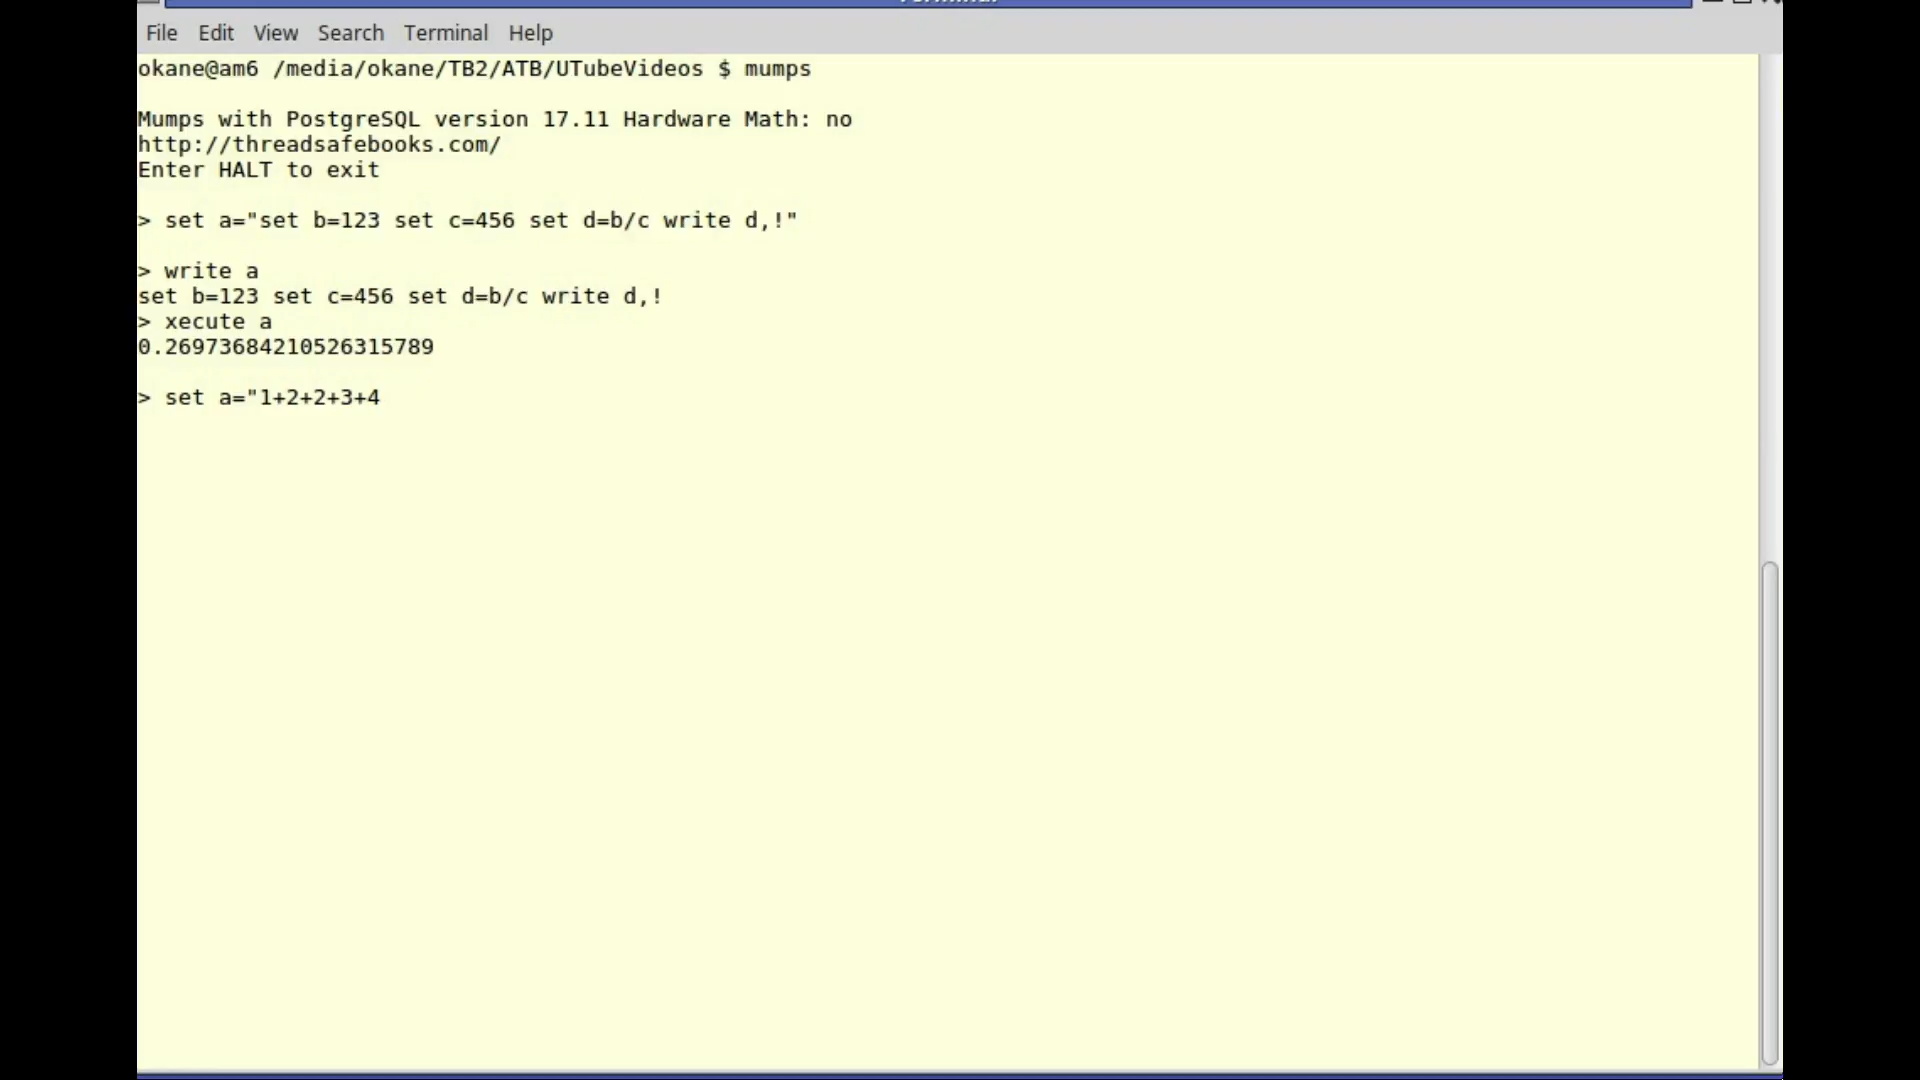 File Edit View Search Terminal Help
okane@am6 /media/okane/TB2/ATB/UTubeVideos $ mumps
Mumps with PostgreSQL version 17.11 Hardware Math: no
http://threadsafebooks.com/
Enter HALT to exit
> set a="set b=123 set c=456 set d=b/c write d,!"
> write a
set b=123 set c=456 set d=b/c write d,!
> xecute a
0.26973684210526315789
> set a="1+2+2+3+4